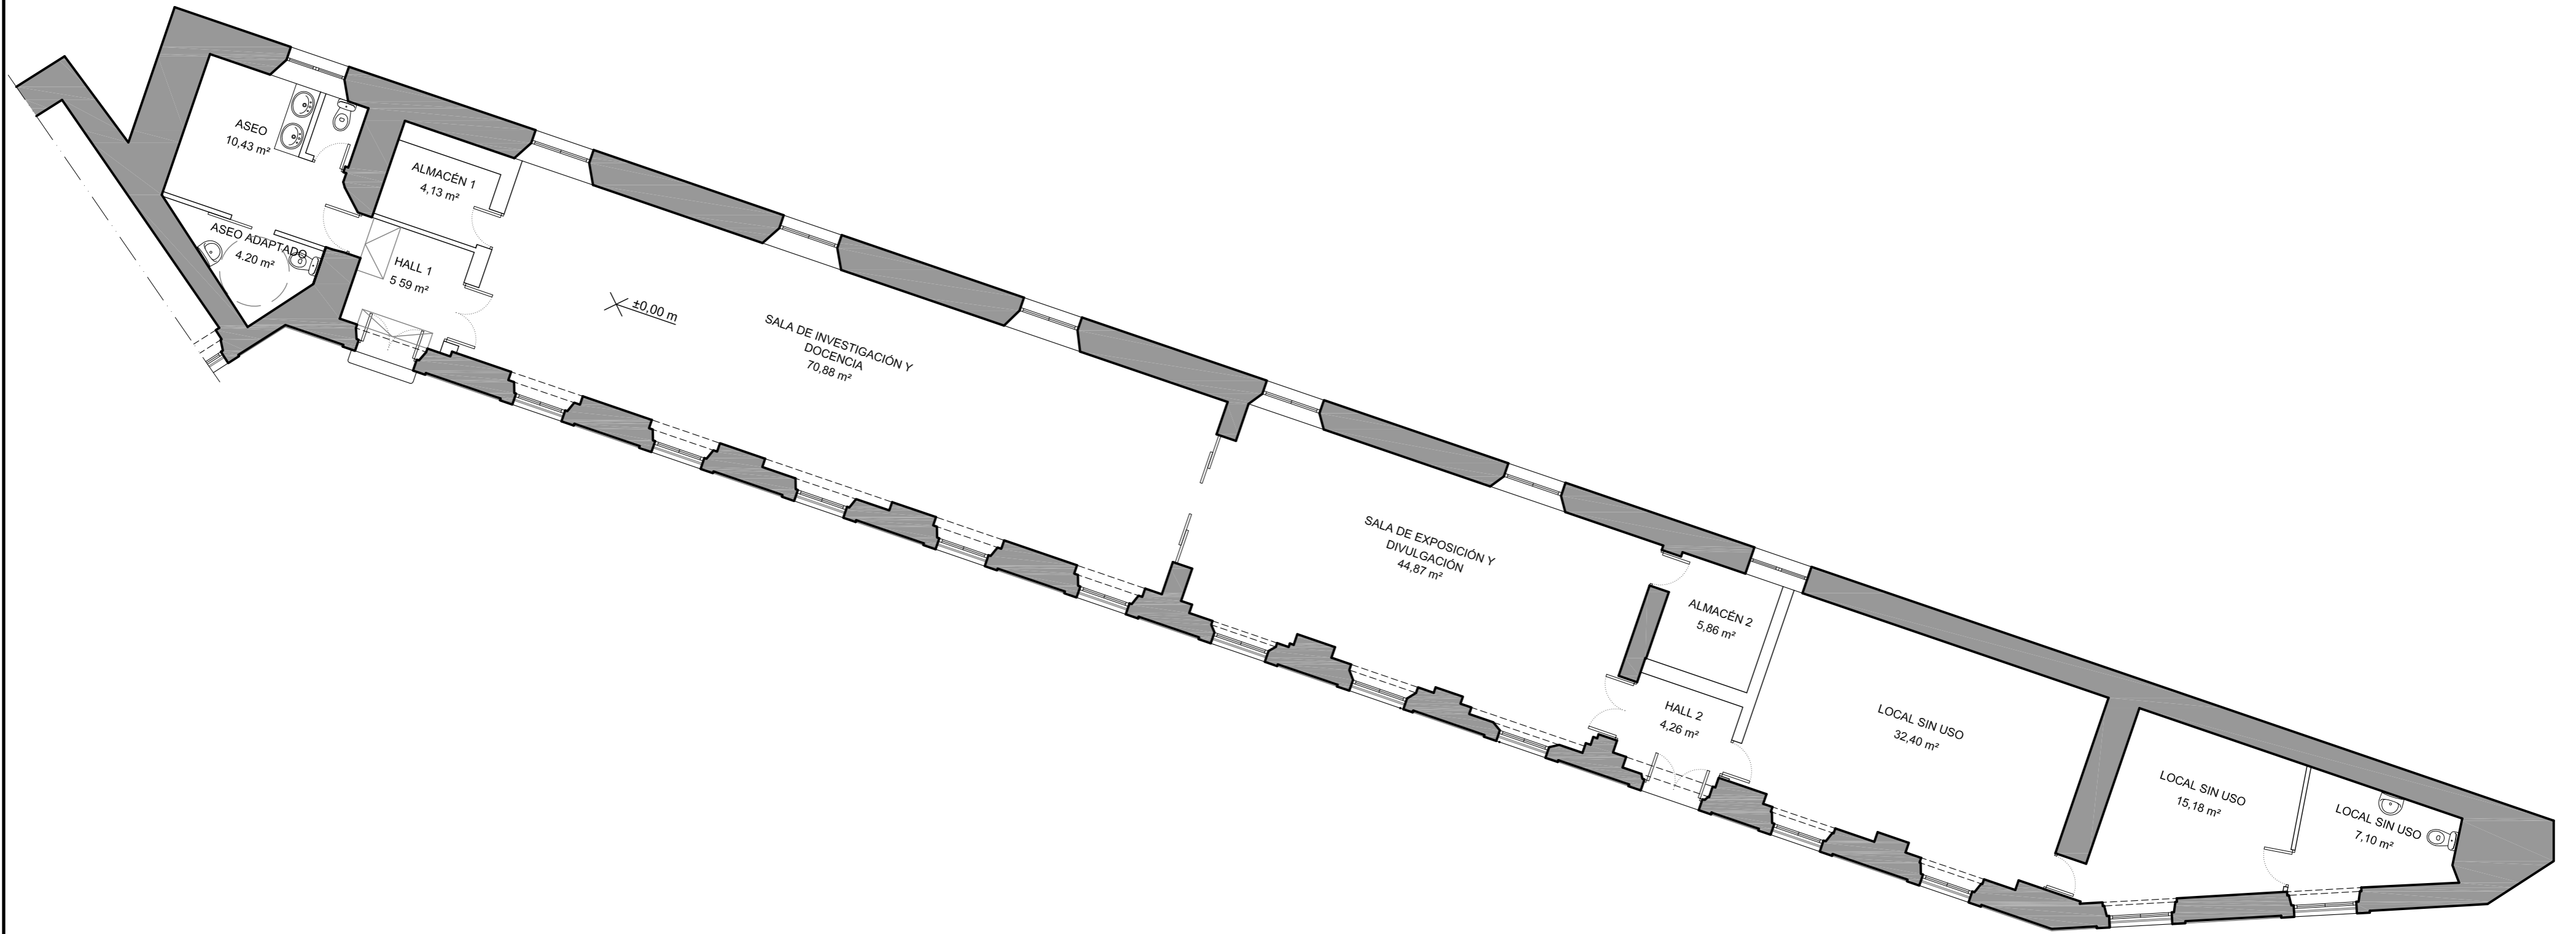 ASEO
10,43 m²
ALMACÉN 1
4,13 m²
ASEO ADAPTADO
4.20 m²
HALL 1
5 59 m²
±0,00 m
SALA DE INVESTIGACIÓN Y
DOCENCIA
70,88 m²
SALA DE EXPOSICIÓN Y
DIVULGACIÓN
44,87 m²
ALMACÉN 2
5,86 m²
HALL 2
4,26 m²
LOCAL SIN USO
32,40 m²
LOCAL SIN USO
15,18 m²
LOCAL SIN USO
7,10 m²